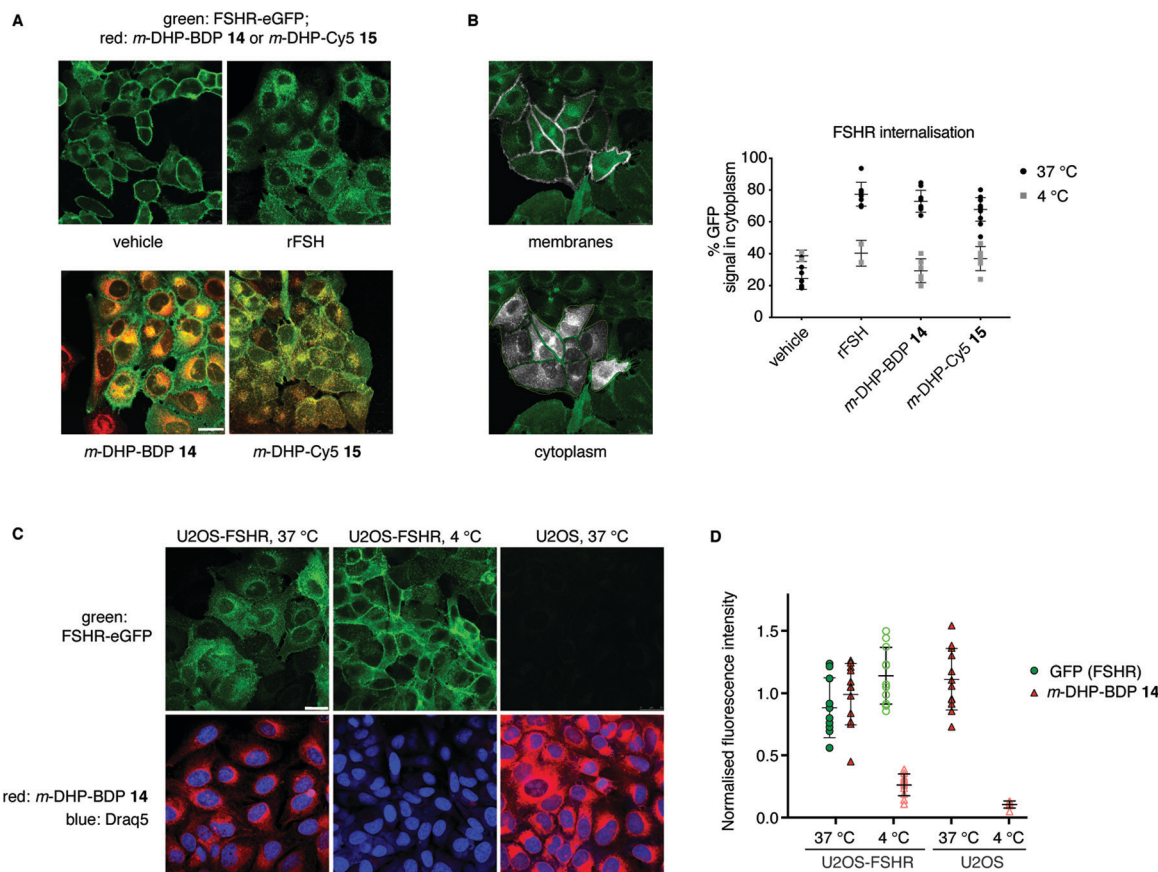 A
green: FSHR-eGFP;
red: m-DHP-BDP 14 or m-DHP-Cy5 15
vehicle
rFSH
m-DHP-BDP 14
m-DHP-Cy5 15
B
membranes
cytoplasm
FSHR internalisation
% GFP
signal in cytoplasm
100
80
60
40
20
0
vehicle
rFSH
m-DHP-BDP 14
m-DHP-Cy5 15
37 °C
4 °C
C
U2OS-FSHR, 37 °C
U2OS-FSHR, 4 °C
U2OS, 37 °C
green:
FSHR-eGFP
red: m-DHP-BDP 14
blue: Draq5
D
Normalised fluorescence intensity
1.5
1.0
0.5
0.0
37 °C
4 °C
37 °C
4 °C
U2OS-FSHR
U2OS
GFP (FSHR)
m-DHP-BDP 14